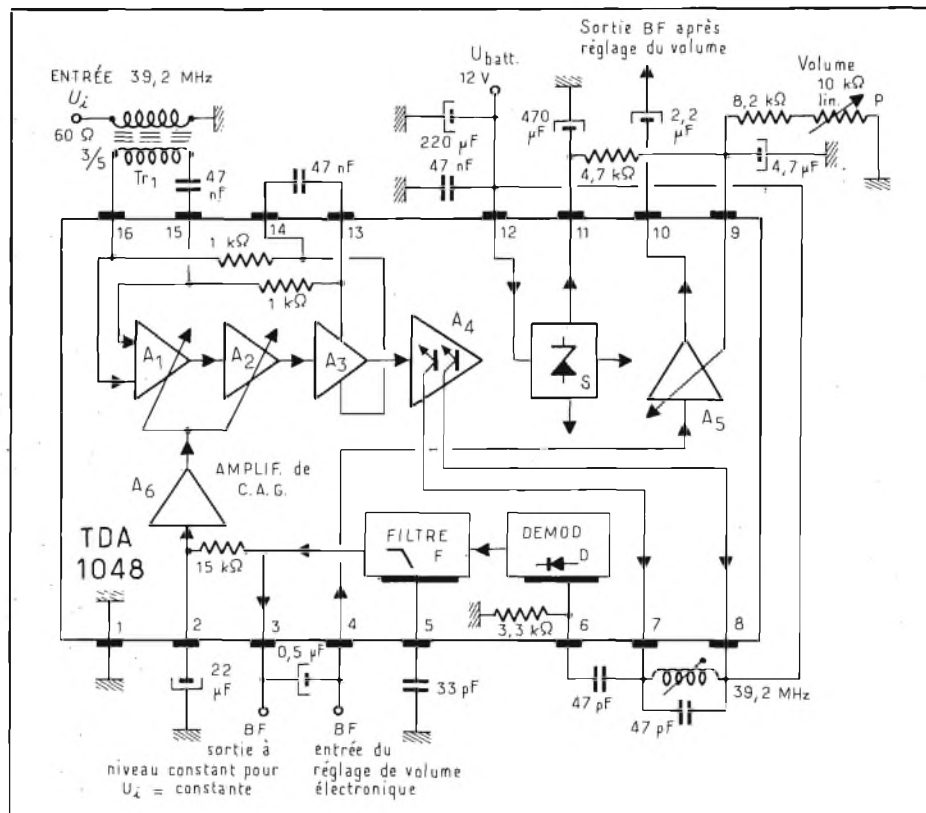 Sortie BF après
réglage du volume
ENTRÉE 39,2 MHz
Ui
60 Ω
3/5
Tr1
47
nF
47 nF
Ubatt.
12 V
220 µF
47 nF
470
µF
2,2
µF
4,7 kΩ
8,2 kΩ
Volume
10 kΩ
lin.
P
4,7 µF
16
15
14
13
12
11
10
9
1 kΩ
1 kΩ
A1
A2
A3
A4
S
A5
A6
AMPLIF. de
C.A.G.
TDA
1048
15 kΩ
FILTRE
F
DEMOD
D
3,3 kΩ
1
2
3
4
5
6
7
8
22
µF
0,5 µF
33 pF
47 pF
47 pF
39,2 MHz
BF
sortie à
niveau constant pour
Ui = constante
BF
entrée du
réglage de volume
électronique